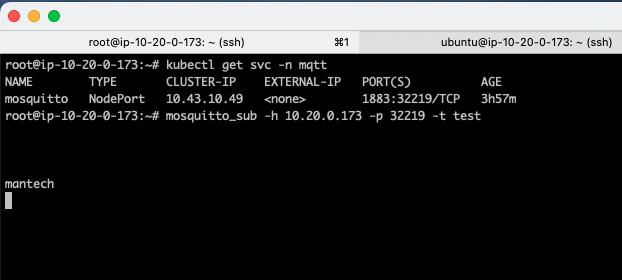 root@ip-10-20-0-173: ~ (ssh) ⌘1 ubuntu@ip-10-20-0-173: ~ (ssh)
root@ip-10-20-0-173:~# kubectl get svc -n mqtt
NAME TYPE CLUSTER-IP EXTERNAL-IP PORT(S) AGE
mosquitto NodePort 10.43.10.49 <none> 1883:32219/TCP 3h57m
root@ip-10-20-0-173:~# mosquitto_sub -h 10.20.0.173 -p 32219 -t test
mantech